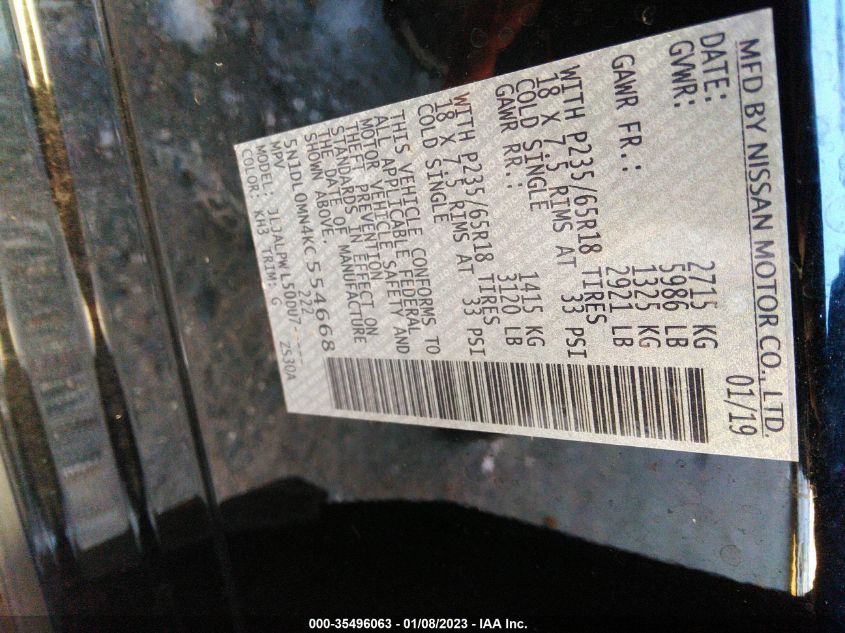 MFD BY NISSAN MOTOR CO., LTD.
DATE: 01/19
GVWR: 2715 KG
5986 LB
GAWR FR.: 1325 KG
2921 LB
WITH P235/65R18 TIRES
18 X 7.5 RIMS AT 33 PSI
COLD SINGLE
GAWR RR.: 1415 KG
3120 LB
WITH P235/65R18 TIRES
18 X 7.5 RIMS AT 33 PSI
COLD SINGLE
THIS VEHICLE CONFORMS TO
ALL APPLICABLE FEDERAL
MOTOR VEHICLE SAFETY AND
THEFT PREVENTION
STANDARDS IN EFFECT ON
THE DATE OF MANUFACTURE
SHOWN ABOVE.
5N1DL0MN4KC554668
MPV 222
MODEL: JLJALPWL50UU7- 2S30A
COLOR: KH3 TRIM: G
000-35496063 - 01/08/2023 - IAA Inc.